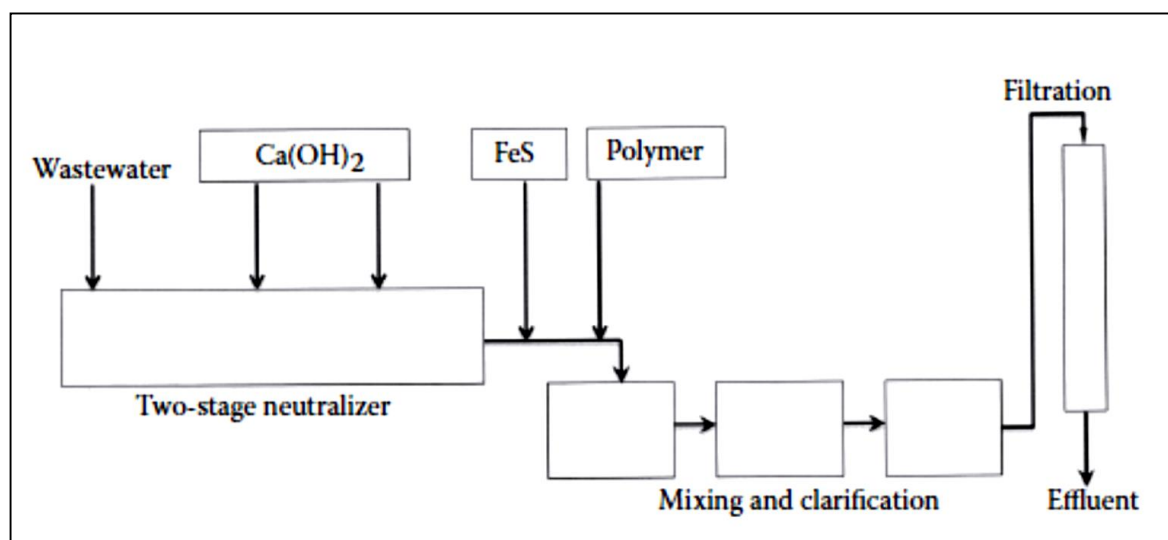 Filtration
Wastewater
Ca(OH)2
FeS
Polymer
Two-stage neutralizer
Mixing and clarification
Effluent